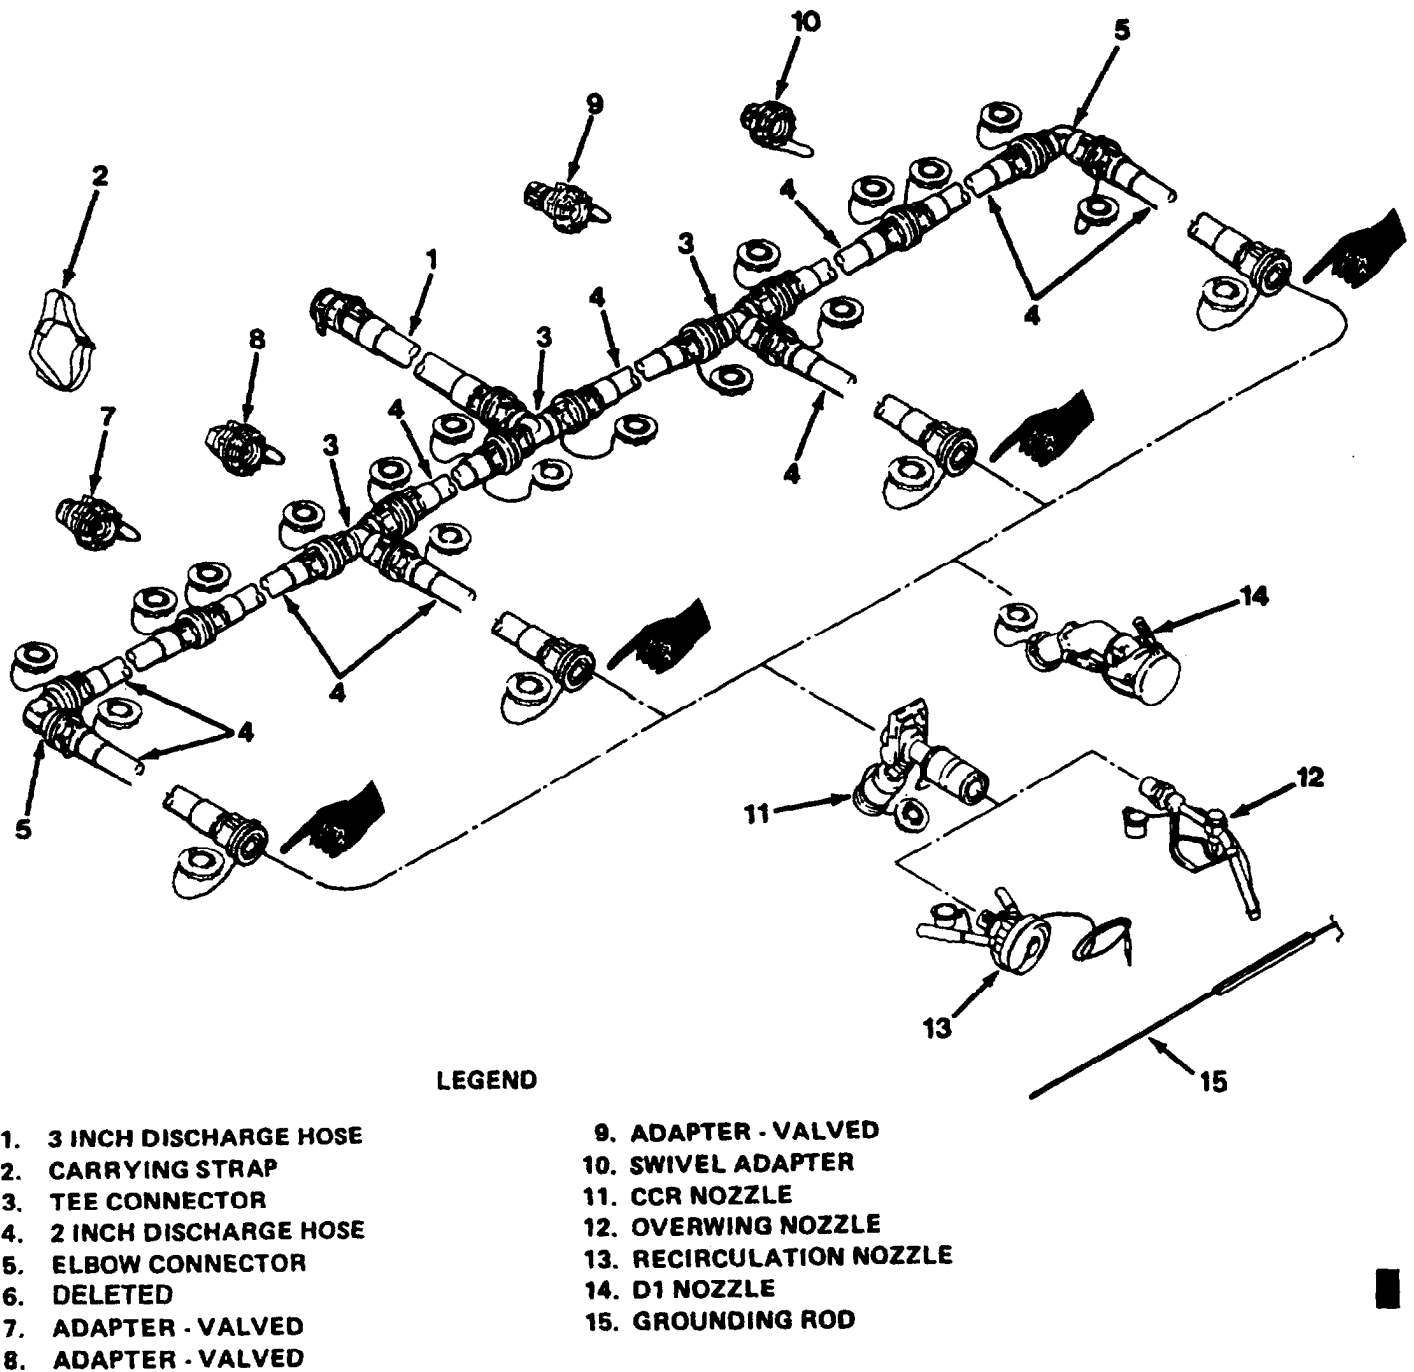 10
5
9
2
4
3
1
4
8
3
4
4
4
7
3
4
14
4
4
12
11
5
13
15
LEGEND
1. 3 INCH DISCHARGE HOSE
2. CARRYING STRAP
3. TEE CONNECTOR
4. 2 INCH DISCHARGE HOSE
5. ELBOW CONNECTOR
6. DELETED
7. ADAPTER - VALVED
8. ADAPTER - VALVED
9. ADAPTER - VALVED
10. SWIVEL ADAPTER
11. CCR NOZZLE
12. OVERWING NOZZLE
13. RECIRCULATION NOZZLE
14. D1 NOZZLE
15. GROUNDING ROD